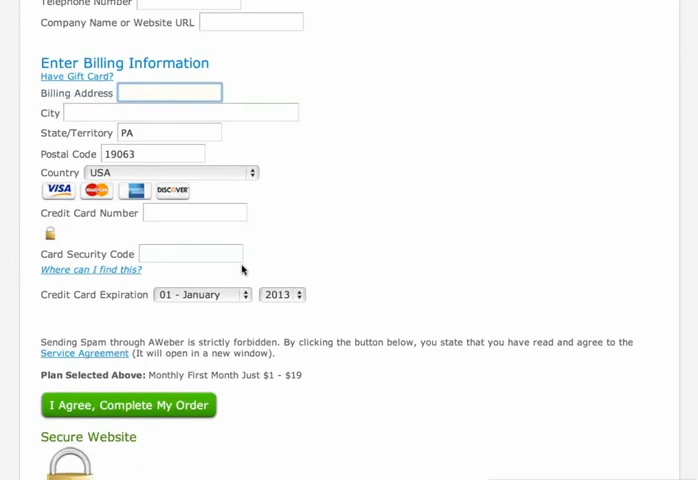 Telephone Number
Company Name or Website URL
Enter Billing Information
Have Gift Card?
Billing Address
City
State/Territory PA
Postal Code 19063
Country USA
VISA MasterCard DISCOVER
Credit Card Number
Card Security Code
Where can I find this?
Credit Card Expiration 01 - January 2013
Sending Spam through AWeber is strictly forbidden. By clicking the button below, you state that you have read and agree to the
Service Agreement (It will open in a new window).
Plan Selected Above: Monthly First Month Just $1 - $19
I Agree, Complete My Order
Secure Website